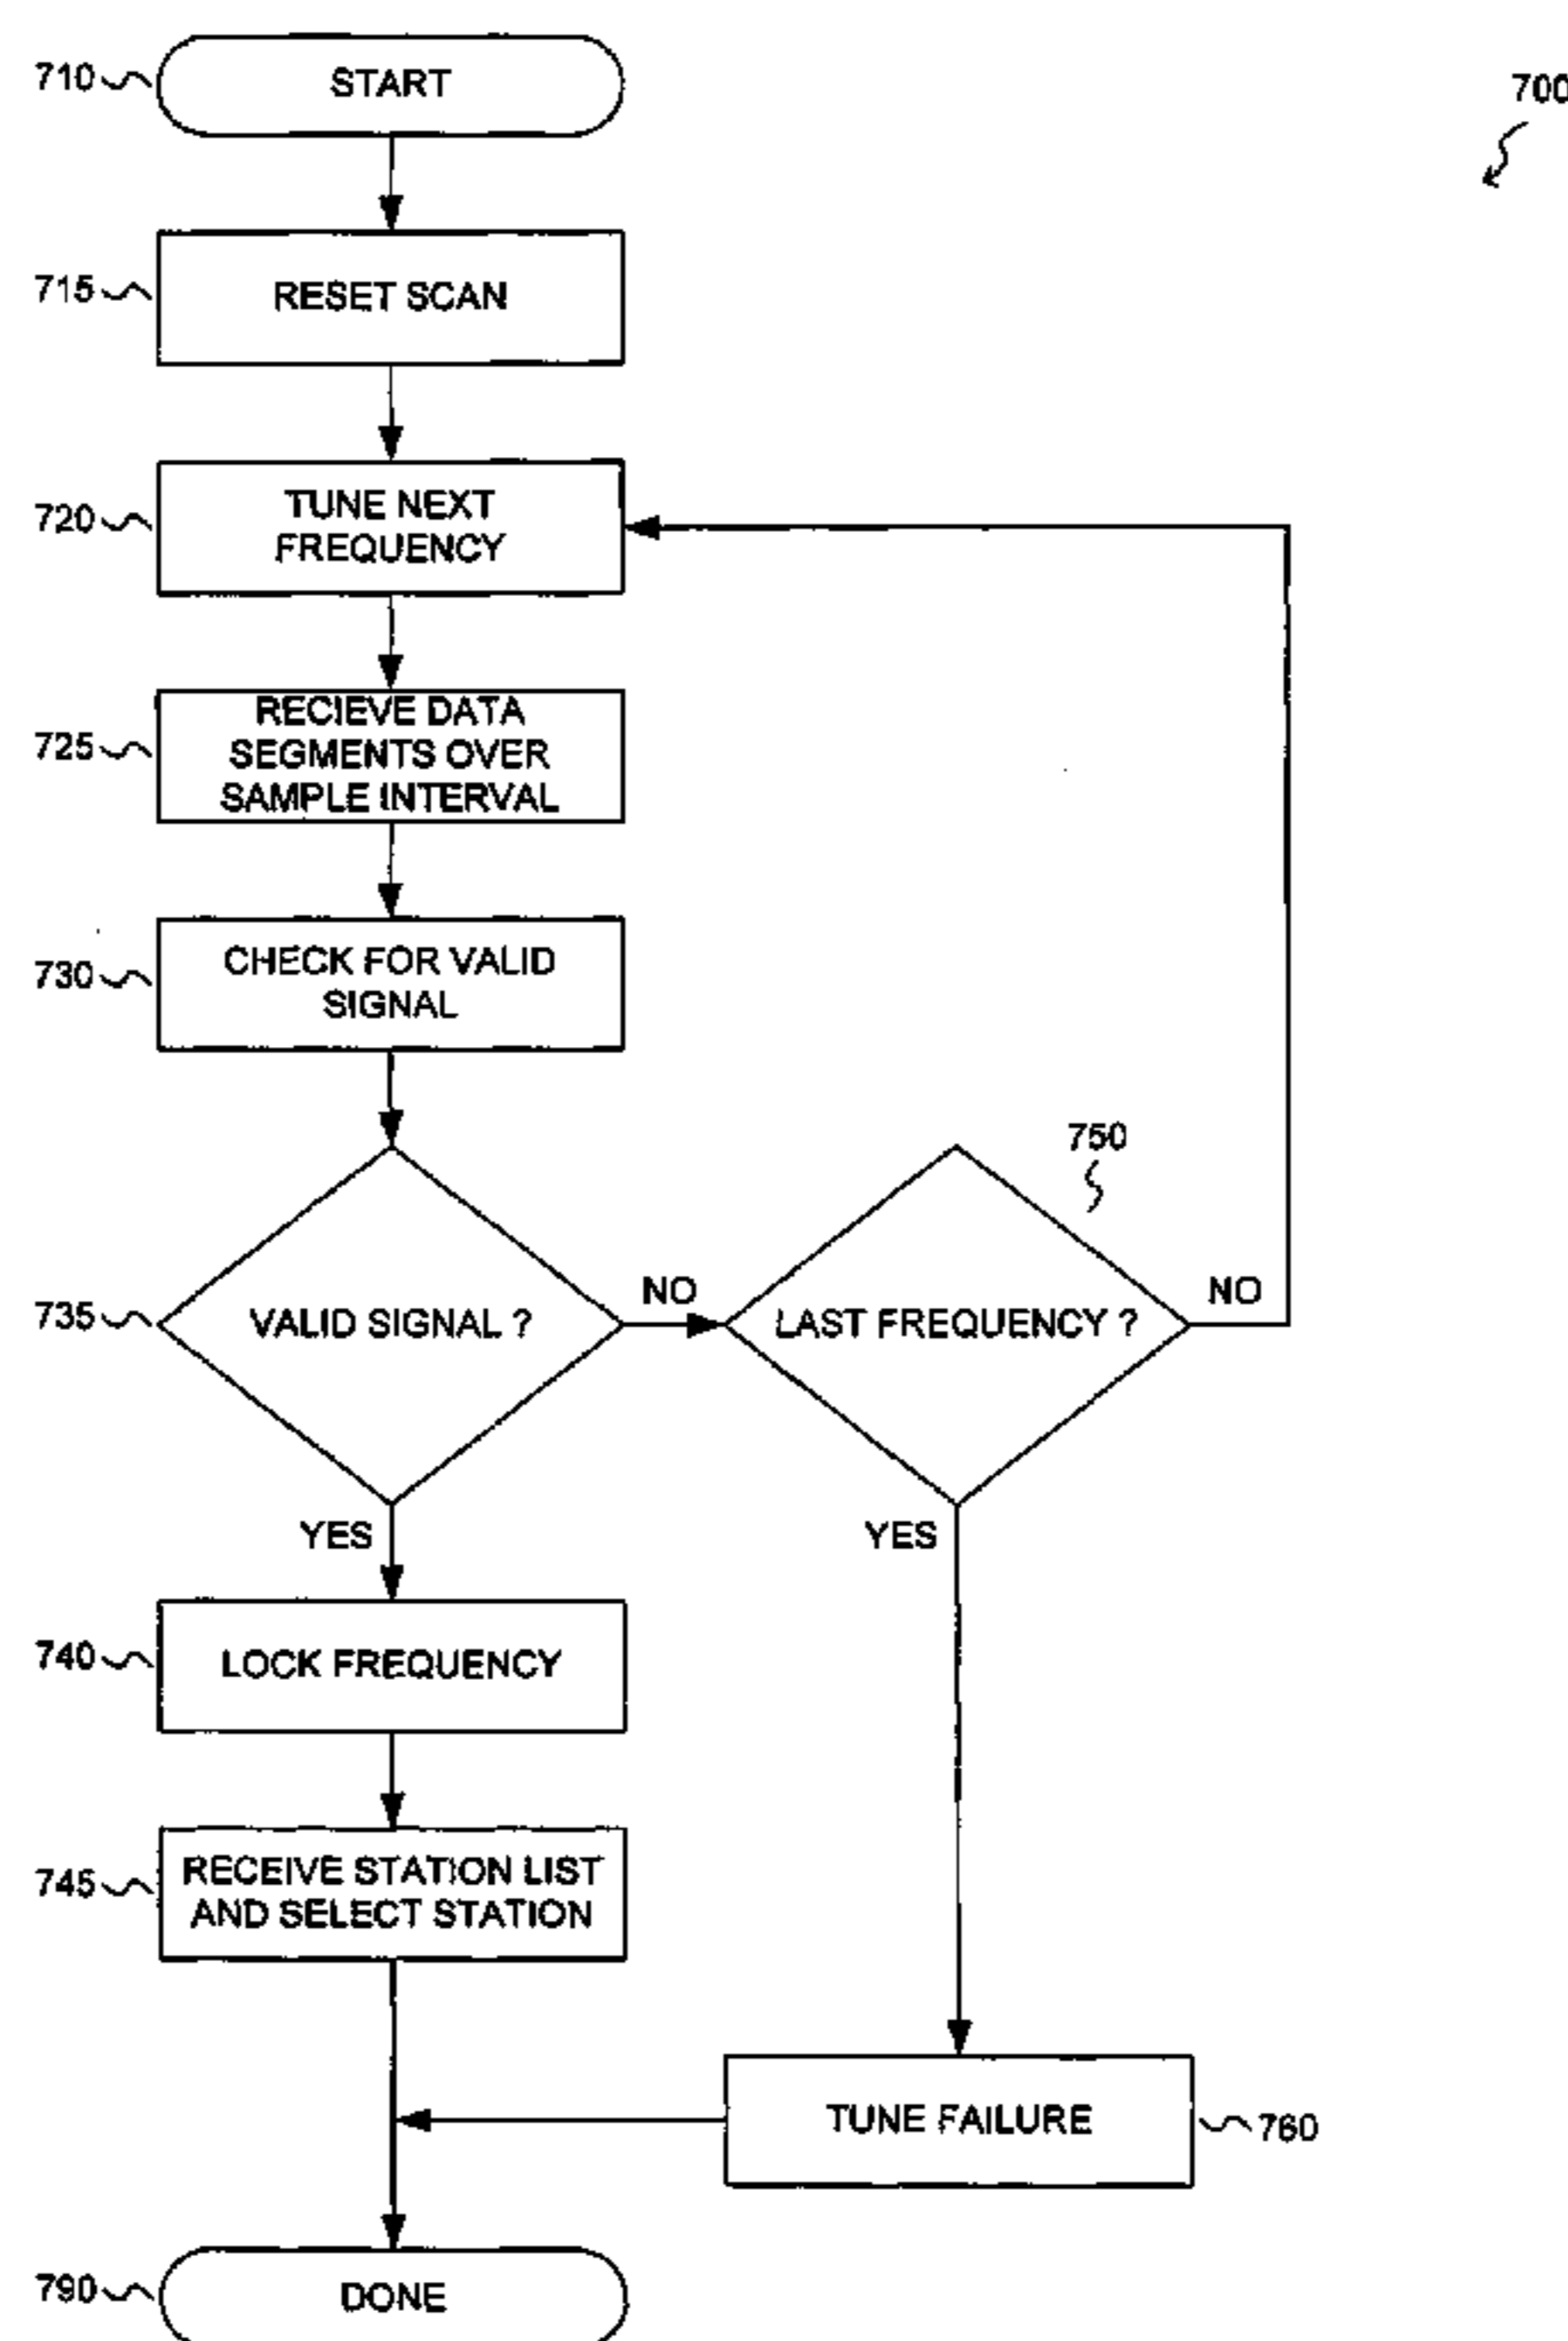 710
START
700
715
RESET SCAN
720
TUNE NEXT
FREQUENCY
725
RECIEVE DATA
SEGMENTS OVER
SAMPLE INTERVAL
730
CHECK FOR VALID
SIGNAL
750
735
VALID SIGNAL ?
NO
LAST FREQUENCY ?
NO
YES
YES
740
LOCK FREQUENCY
745
RECEIVE STATION LIST
AND SELECT STATION
TUNE FAILURE
760
790
DONE